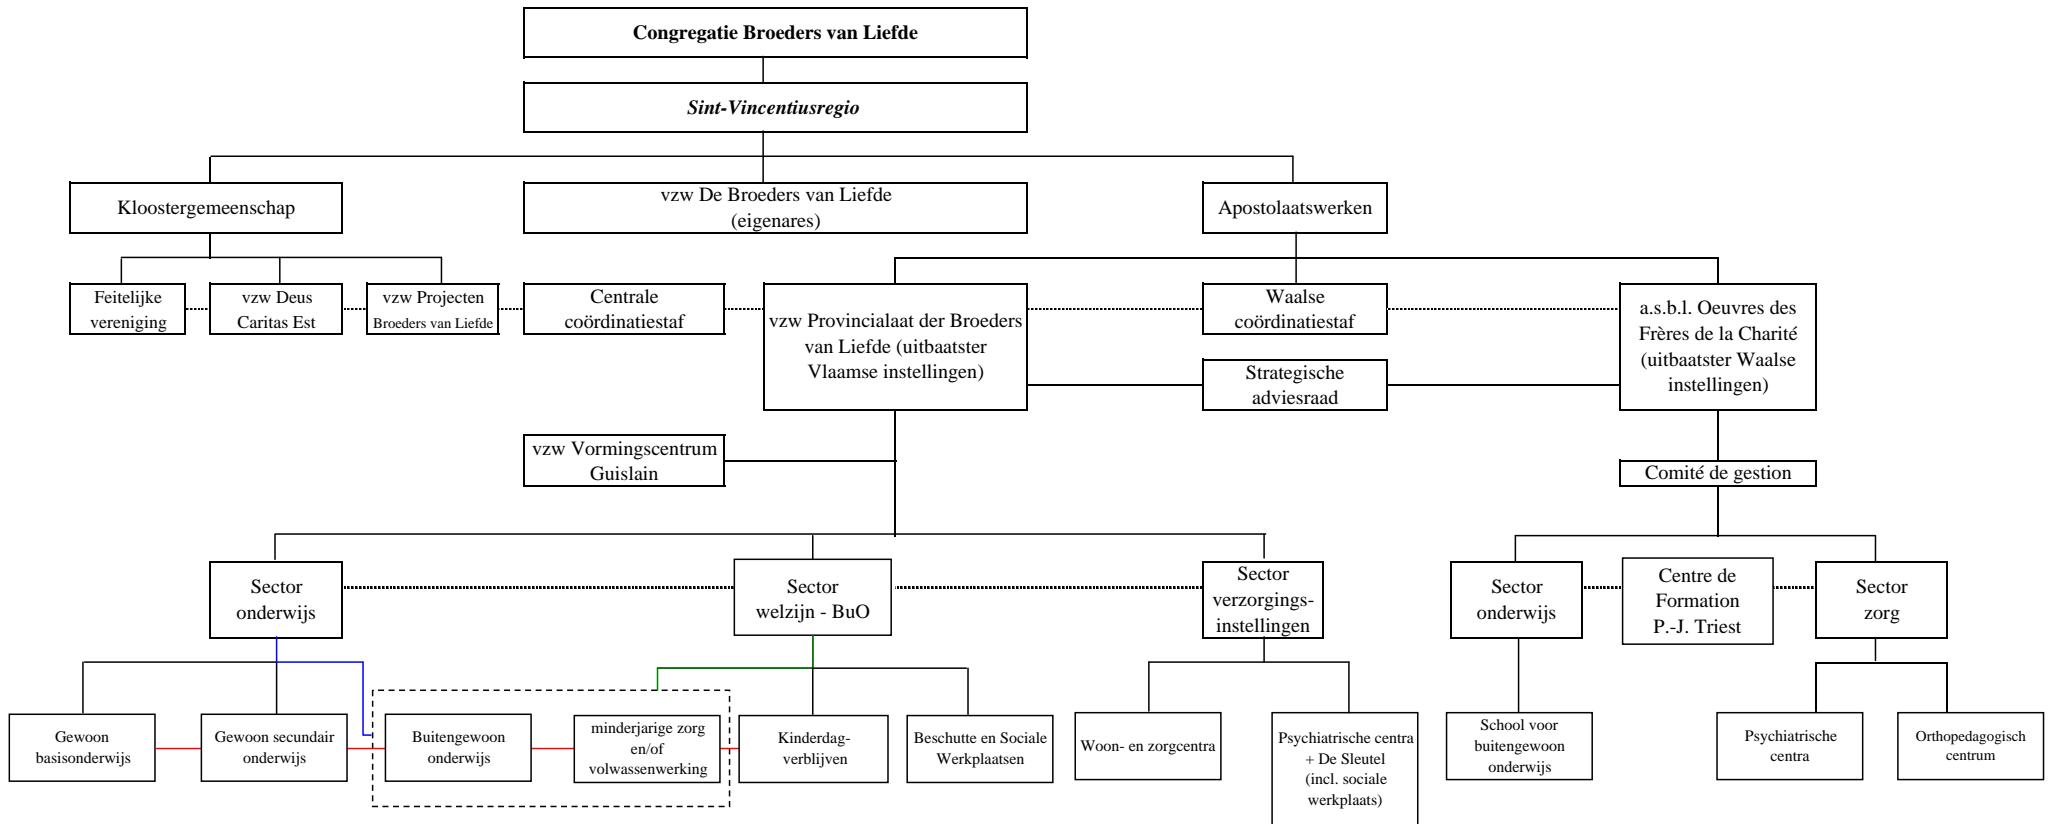 Congregatie Broeders van Liefde
Sint-Vincentiusregio
Kloostergemeenschap
vzw De Broeders van Liefde
(eigenares)
Apostolaatswerken
Feitelijke
vereniging
vzw Deus
Caritas Est
vzw Projecten
Broeders van Liefde
Centrale
coördinatiestaf
vzw Provincialaat der Broeders
van Liefde (uitbaatster
Vlaamse instellingen)
Waalse
coördinatiestaf
a.s.b.l. Oeuvres des
Frères de la Charité
(uitbaatster Waalse
instellingen)
Strategische
adviesraad
vzw Vormingscentrum
Guislain
Comité de gestion
Sector
onderwijs
Sector
welzijn - BuO
Sector
verzorgings-
instellingen
Sector
onderwijs
Centre de
Formation
P.-J. Triest
Sector
zorg
Gewoon
basisonderwijs
Gewoon secundair
onderwijs
Buitengewoon
onderwijs
minderjarige zorg
en/of
volwassenwerking
Kinderdag-
verblijven
Beschutte en Sociale
Werkplaatsen
Woon- en zorgcentra
Psychiatrische centra
+ De Sleutel
(incl. sociale
werkplaats)
School voor
buitengewoon
onderwijs
Psychiatrische
centra
Orthopedagogisch
centrum